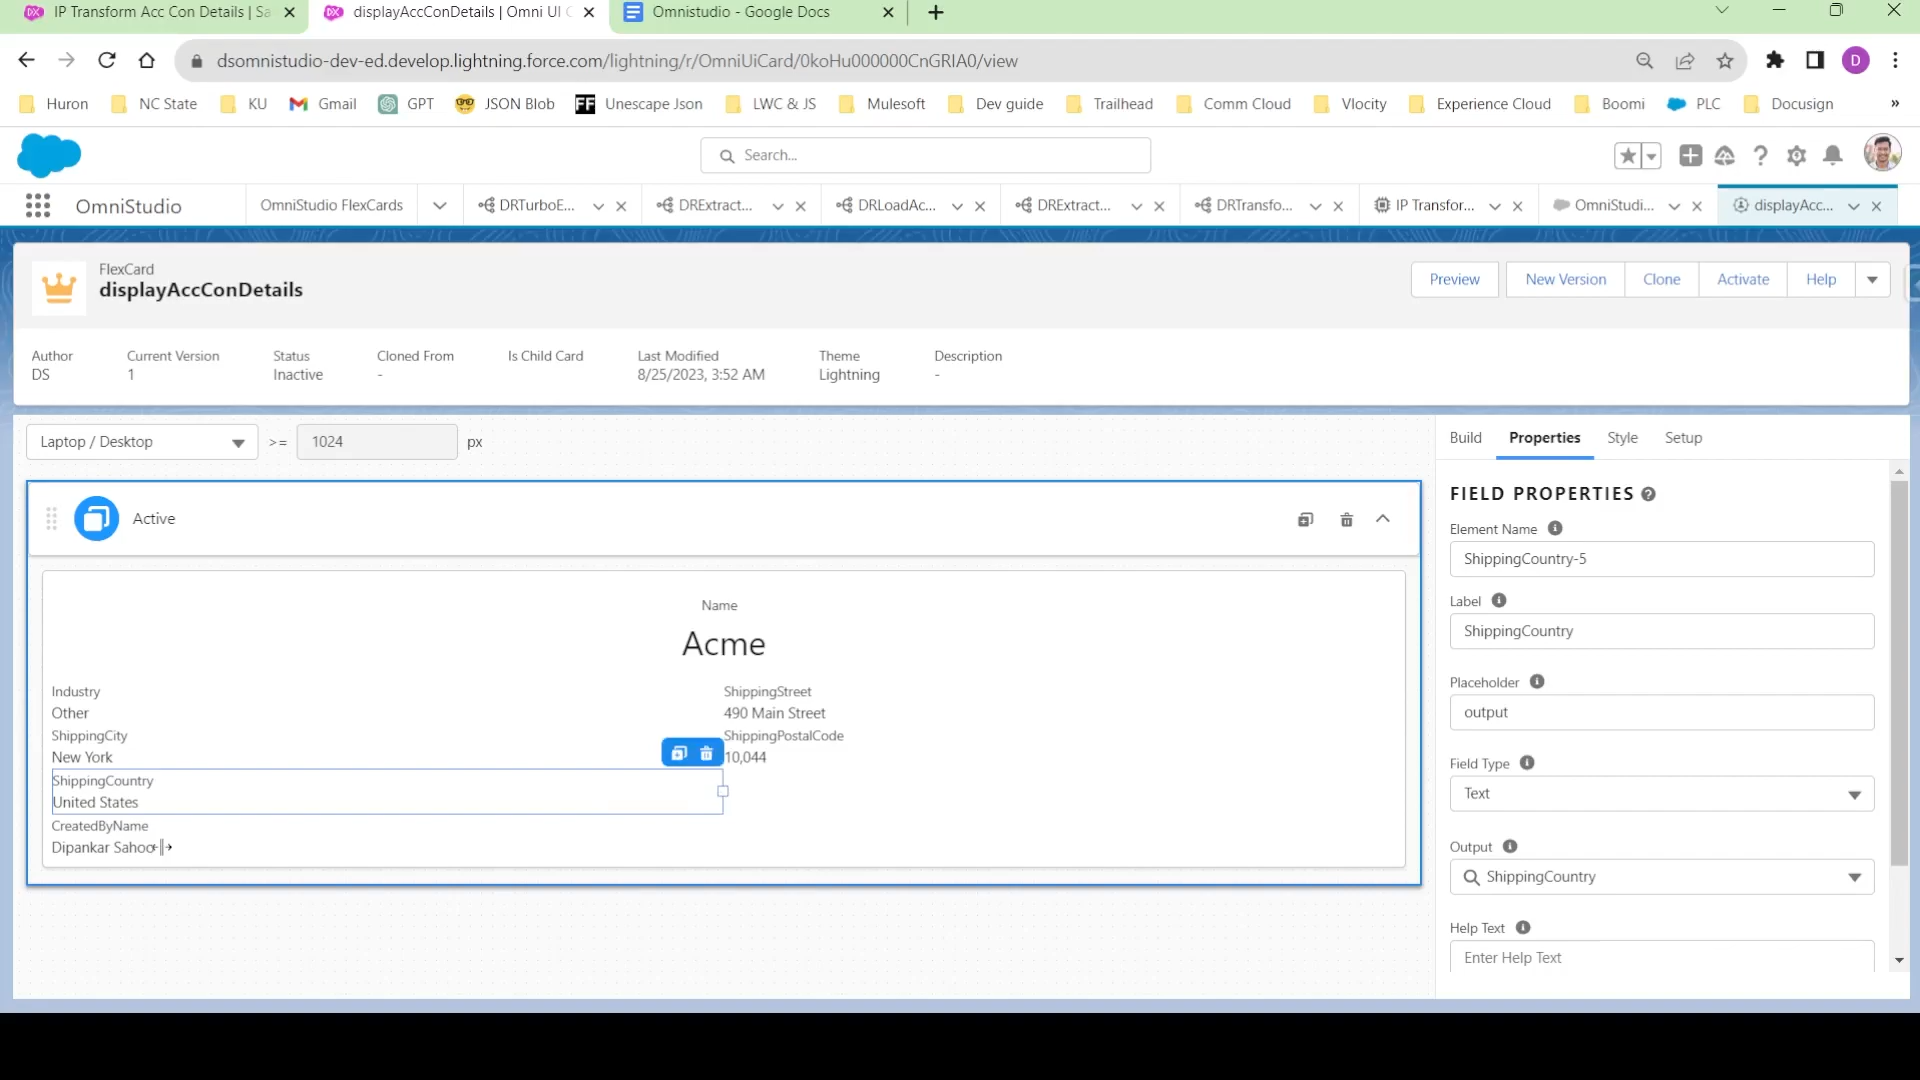 IP Transform Acc Con Details | Sa
displayAccConDetails | Omni UI C
Omnistudio - Google Docs
dsomnistudio-dev-ed.develop.lightning.force.com/lightning/r/OmniUiCard/0koHu000000CnGRIA0/view
D
Huron
NC State
KU
Gmail
GPT
JSON Blob
Unescape Json
LWC & JS
Mulesoft
Dev guide
Trailhead
Comm Cloud
Vlocity
Experience Cloud
Boomi
PLC
Docusign
»
Search...
OmniStudio
OmniStudio FlexCards
DRTurboE...
DRExtract...
DRLoadAc...
DRExtract...
DRTransfo...
IP Transfor...
OmniStudi...
displayAcc...
FlexCard
displayAccConDetails
Preview
New Version
Clone
Activate
Help
Author
DS
Current Version
1
Status
Inactive
Cloned From
-
Is Child Card
Last Modified
8/25/2023, 3:52 AM
Theme
Lightning
Description
-
Laptop / Desktop
>=
1024
px
Active
Name
Acme
Industry
Other
ShippingStreet
490 Main Street
ShippingCity
New York
ShippingPostalCode
10,044
ShippingCountry
United States
CreatedByName
Dipankar Sahoo
Build
Properties
Style
Setup
FIELD PROPERTIES
Element Name
ShippingCountry-5
Label
ShippingCountry
Placeholder
output
Field Type
Text
Output
ShippingCountry
Help Text
Enter Help Text